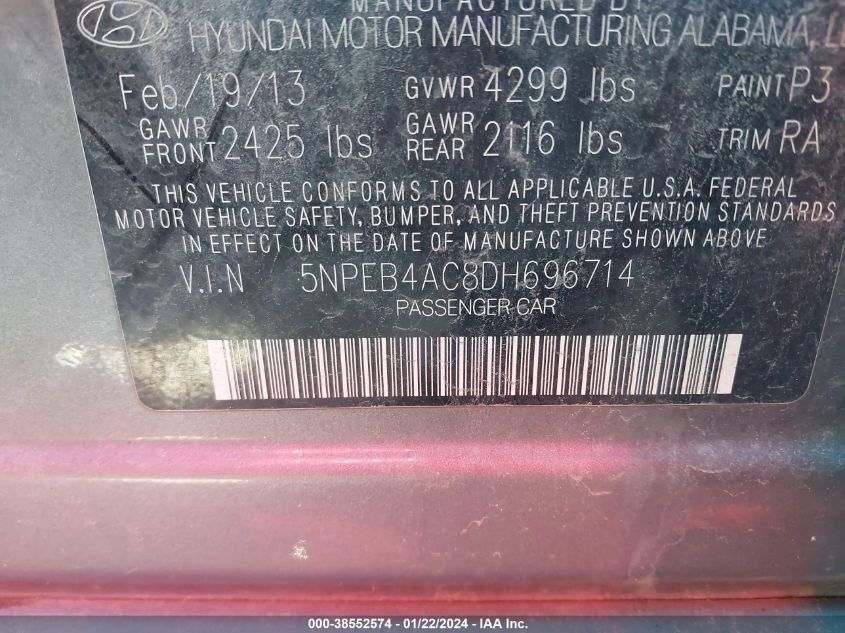 MANUFACTURED BY
HYUNDAI MOTOR MANUFACTURING ALABAMA,
Feb/19/13 GVWR 4299 lbs PAINT P3
GAWR FRONT 2425 lbs GAWR REAR 2116 lbs TRIM RA
THIS VEHICLE CONFORMS TO ALL APPLICABLE U.S.A. FEDERAL
MOTOR VEHICLE SAFETY, BUMPER, AND THEFT PREVENTION STANDARDS
IN EFFECT ON THE DATE OF MANUFACTURE SHOWN ABOVE
V.I.N 5NPEB4AC8DH696714
PASSENGER CAR
000-38552574 - 01/22/2024 - IAA Inc.